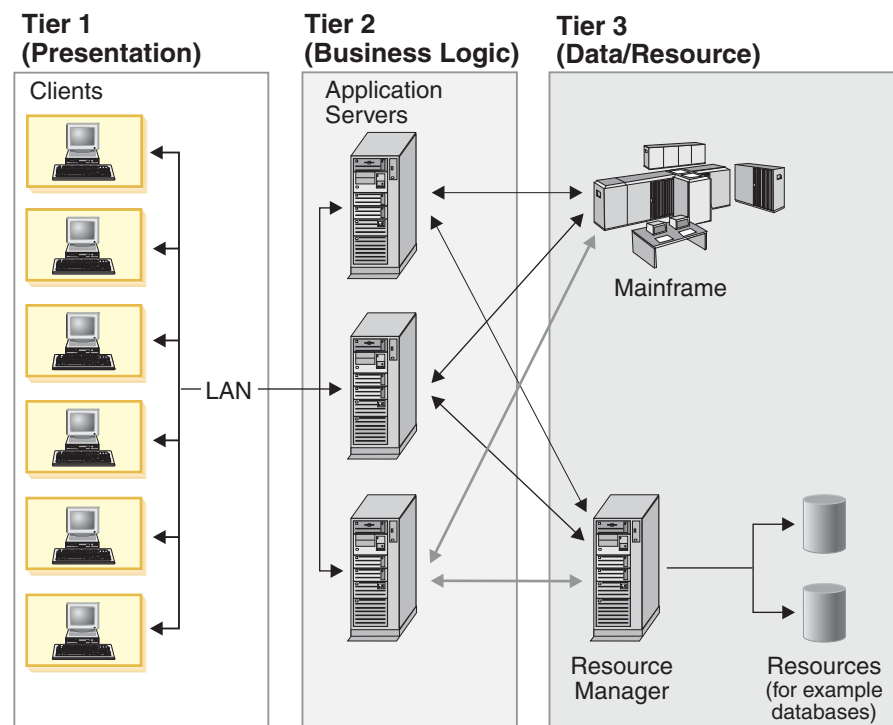 Tier 1
(Presentation)
Tier 2
(Business Logic)
Tier 3
(Data/Resource)
Clients
Application
Servers
Mainframe
LAN
Resource
Manager
Resources
(for example
databases)